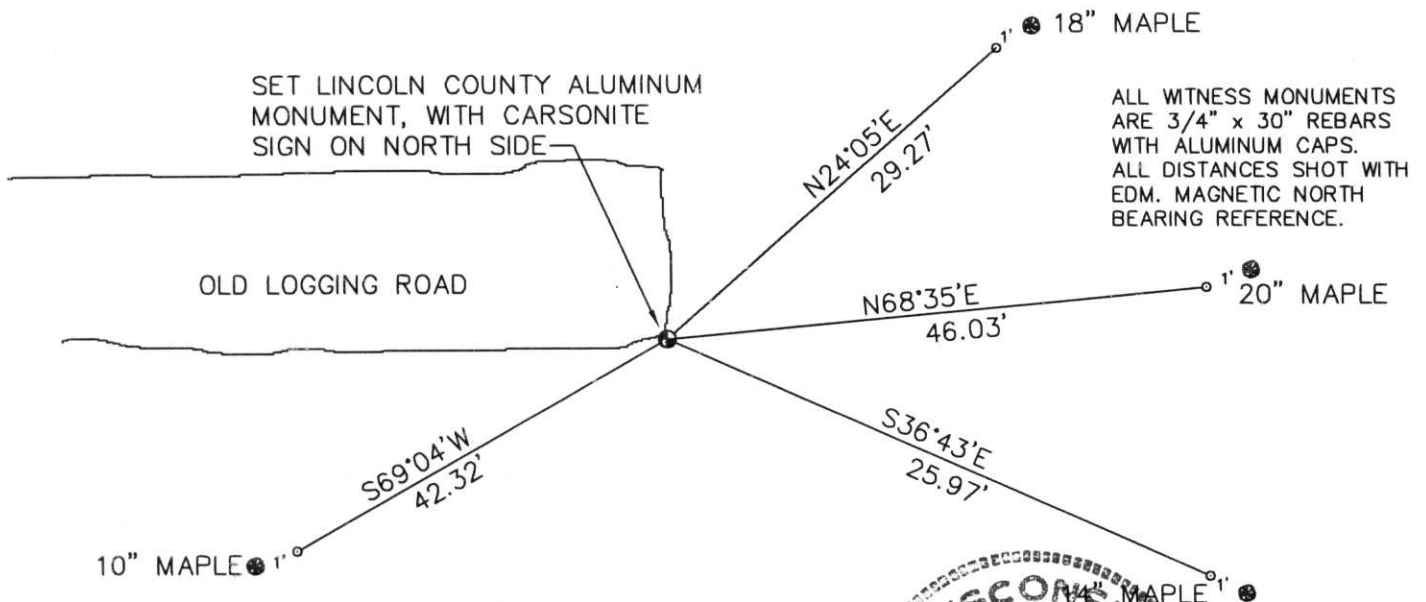 1' 18" MAPLE
SET LINCOLN COUNTY ALUMINUM
MONUMENT, WITH CARSONITE
SIGN ON NORTH SIDE
ALL WITNESS MONUMENTS
ARE 3/4" x 30" REBARS
WITH ALUMINUM CAPS.
ALL DISTANCES SHOT WITH
EDM. MAGNETIC NORTH
BEARING REFERENCE.
N24°05'E
29.27'
OLD LOGGING ROAD
N68°35'E
46.03'
1'
20" MAPLE
S69°04'W
42.32'
S36°43'E
25.97'
10" MAPLE 1'
14" MAPLE 1'